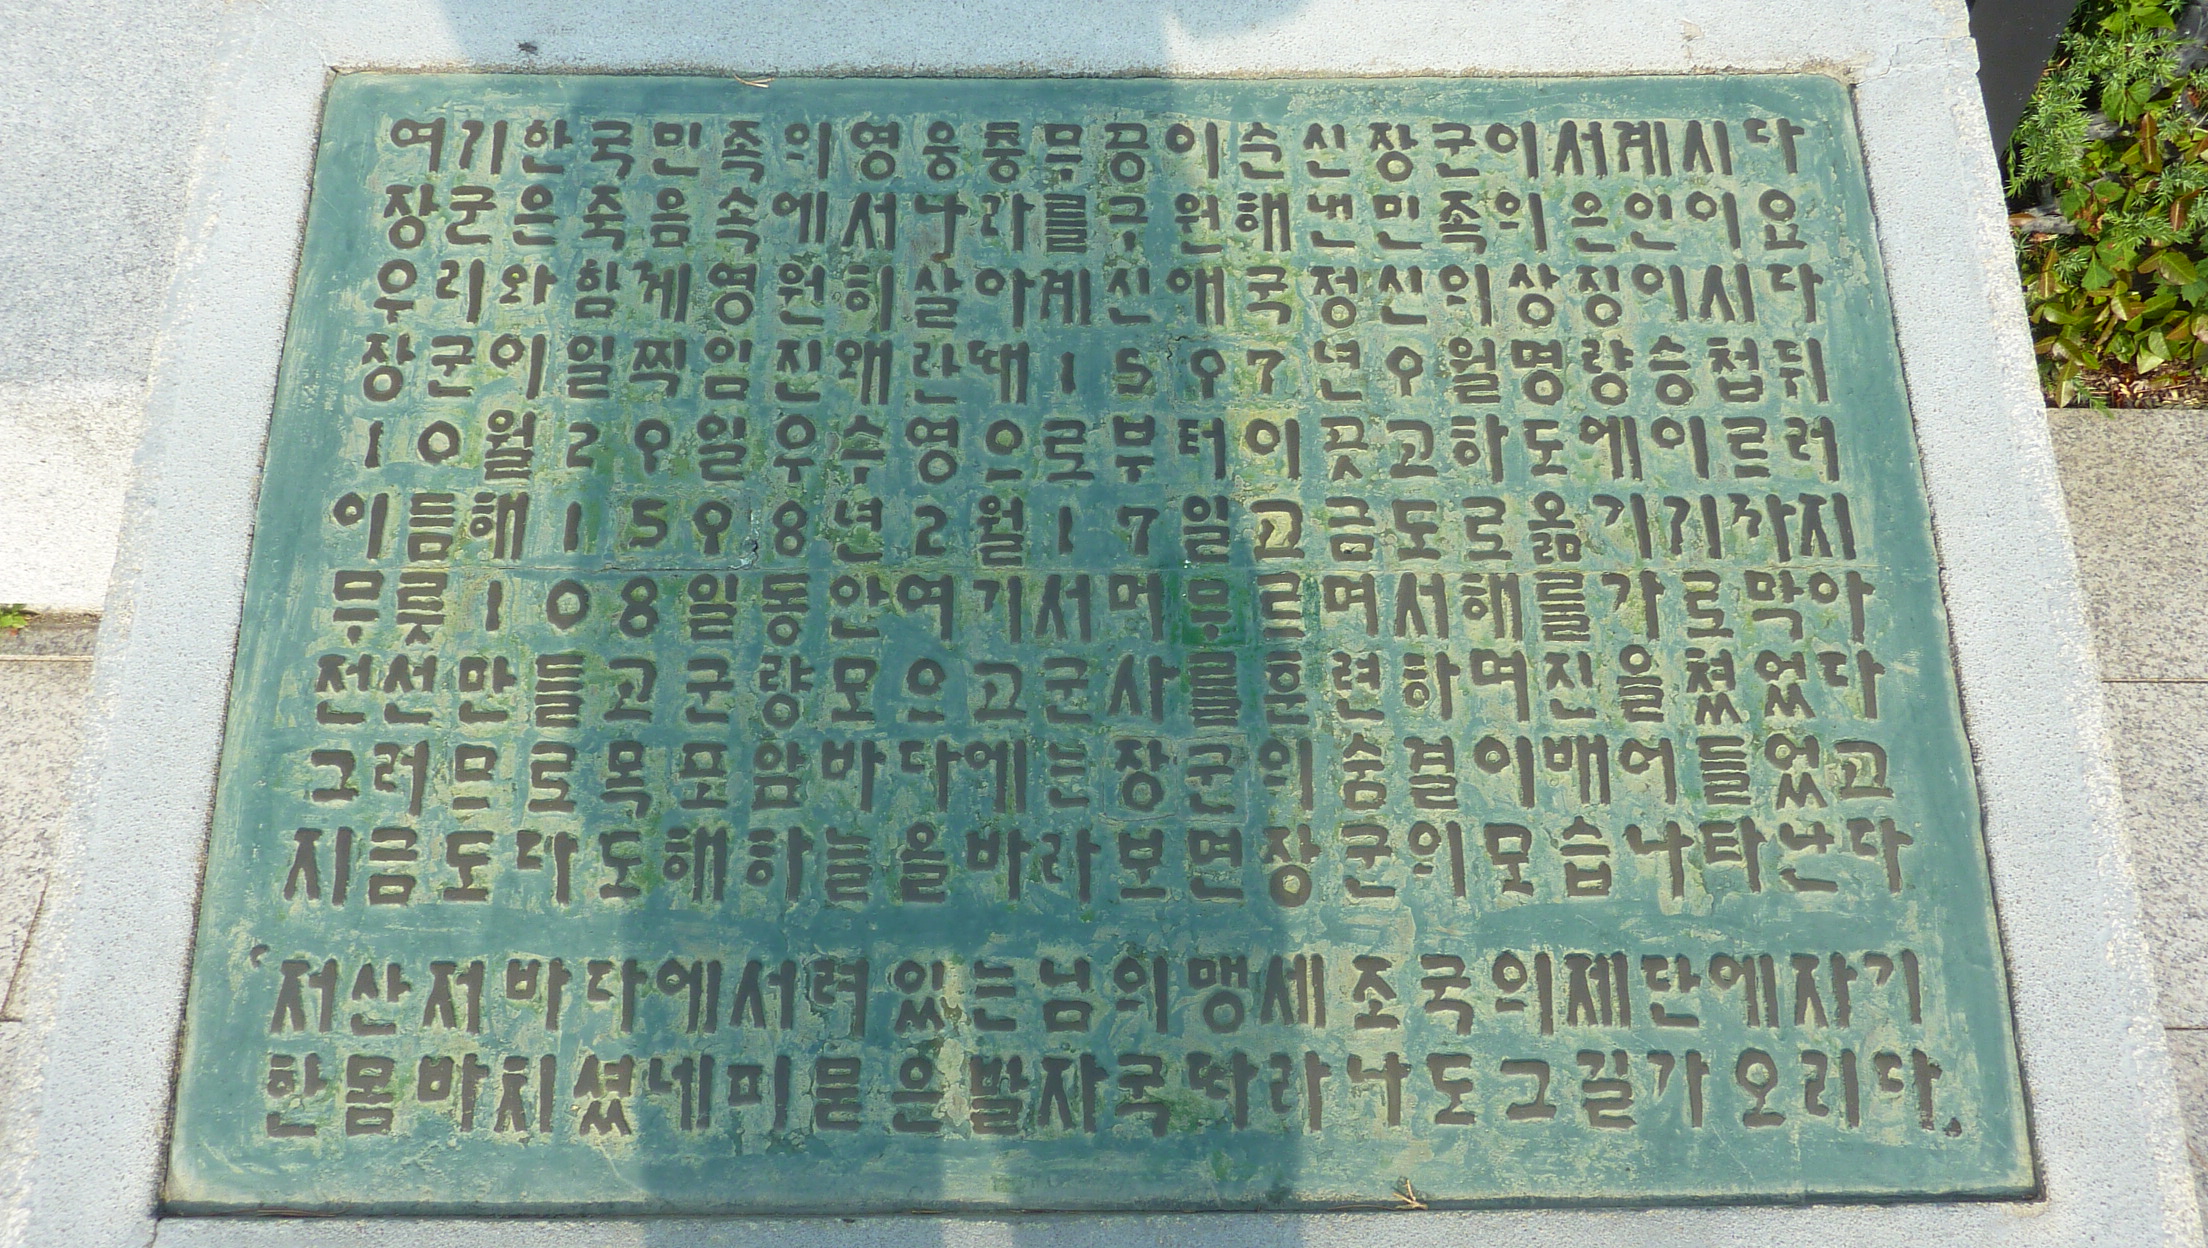 여기한국민족의영웅충무공이순신장군이서계시다
장군은죽음속에서나라를구원해낸민족의은인이요
우리와함께영원히살아계신애국정신의상징이시다
장군이일찍임진왜란때1597년9월명량승첩뒤
10월29일우수영으로부터이끗고하도에이르러
이듬해1598년2월17일고금도로옮기기까지
무릇108일동안여기서머무르며서해를가로막아
전선만들고군량모으고군사를훈련하며진을쳤었다
그러므로목포앞바다에는장군의숨결이배어들었고
지금도다도해하늘을바라보면장군의모습나타난다
‘저산저바다에서려있는님의맹세조국의제단에자기
한몸바치셨네피묻은발자국따라나도그길가오리다,